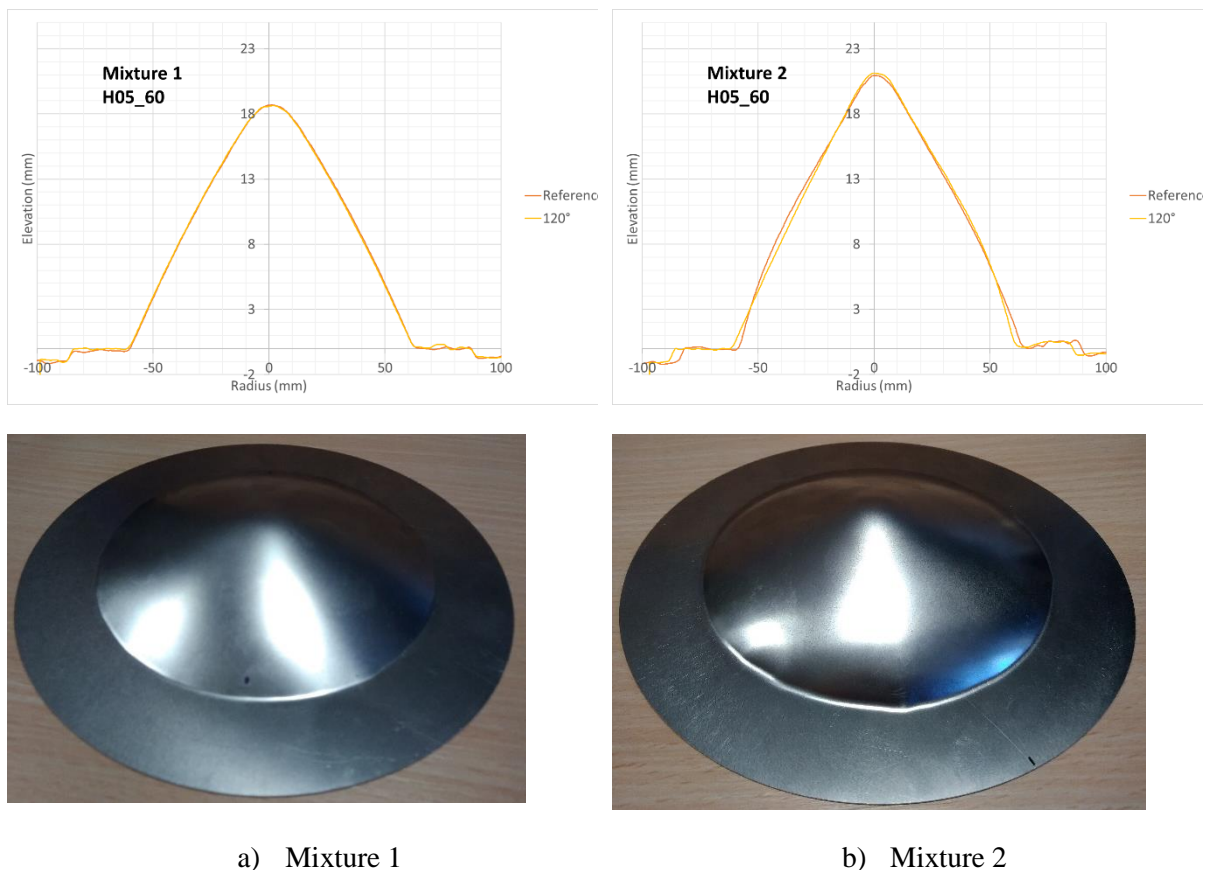 Mixture 1
H05_60
23
18
13
8
3
-2
-100
-50
0
50
100
Elevation (mm)
Radius (mm)
Referenc
120°
Mixture 2
H05_60
23
18
13
8
3
-2
-100
-50
0
50
100
Elevation (mm)
Radius (mm)
Referenc
120°
a) Mixture 1
b) Mixture 2